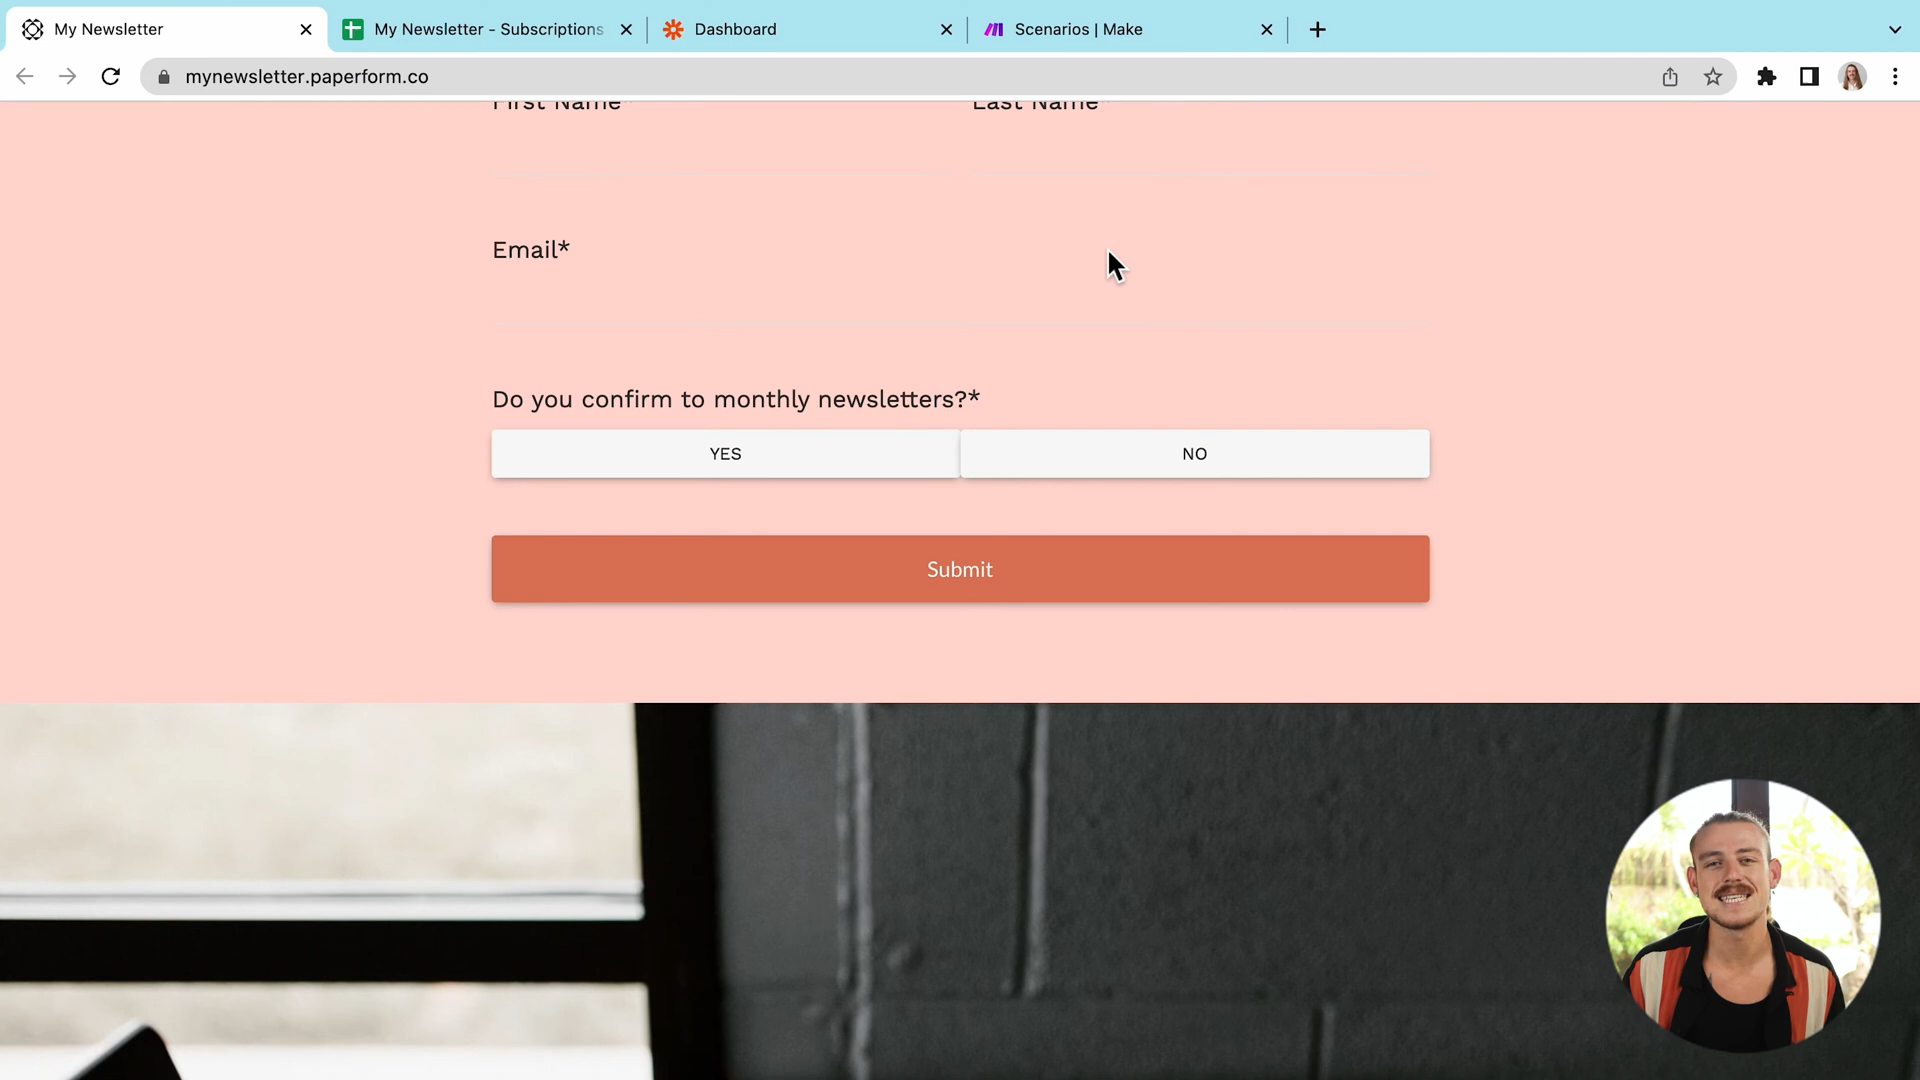 My Newsletter
My Newsletter - Subscriptions
Dashboard
Scenarios | Make
mynewsletter.paperform.co
First Name*
Last Name*
Email*
Do you confirm to monthly newsletters?*
YES
NO
Submit